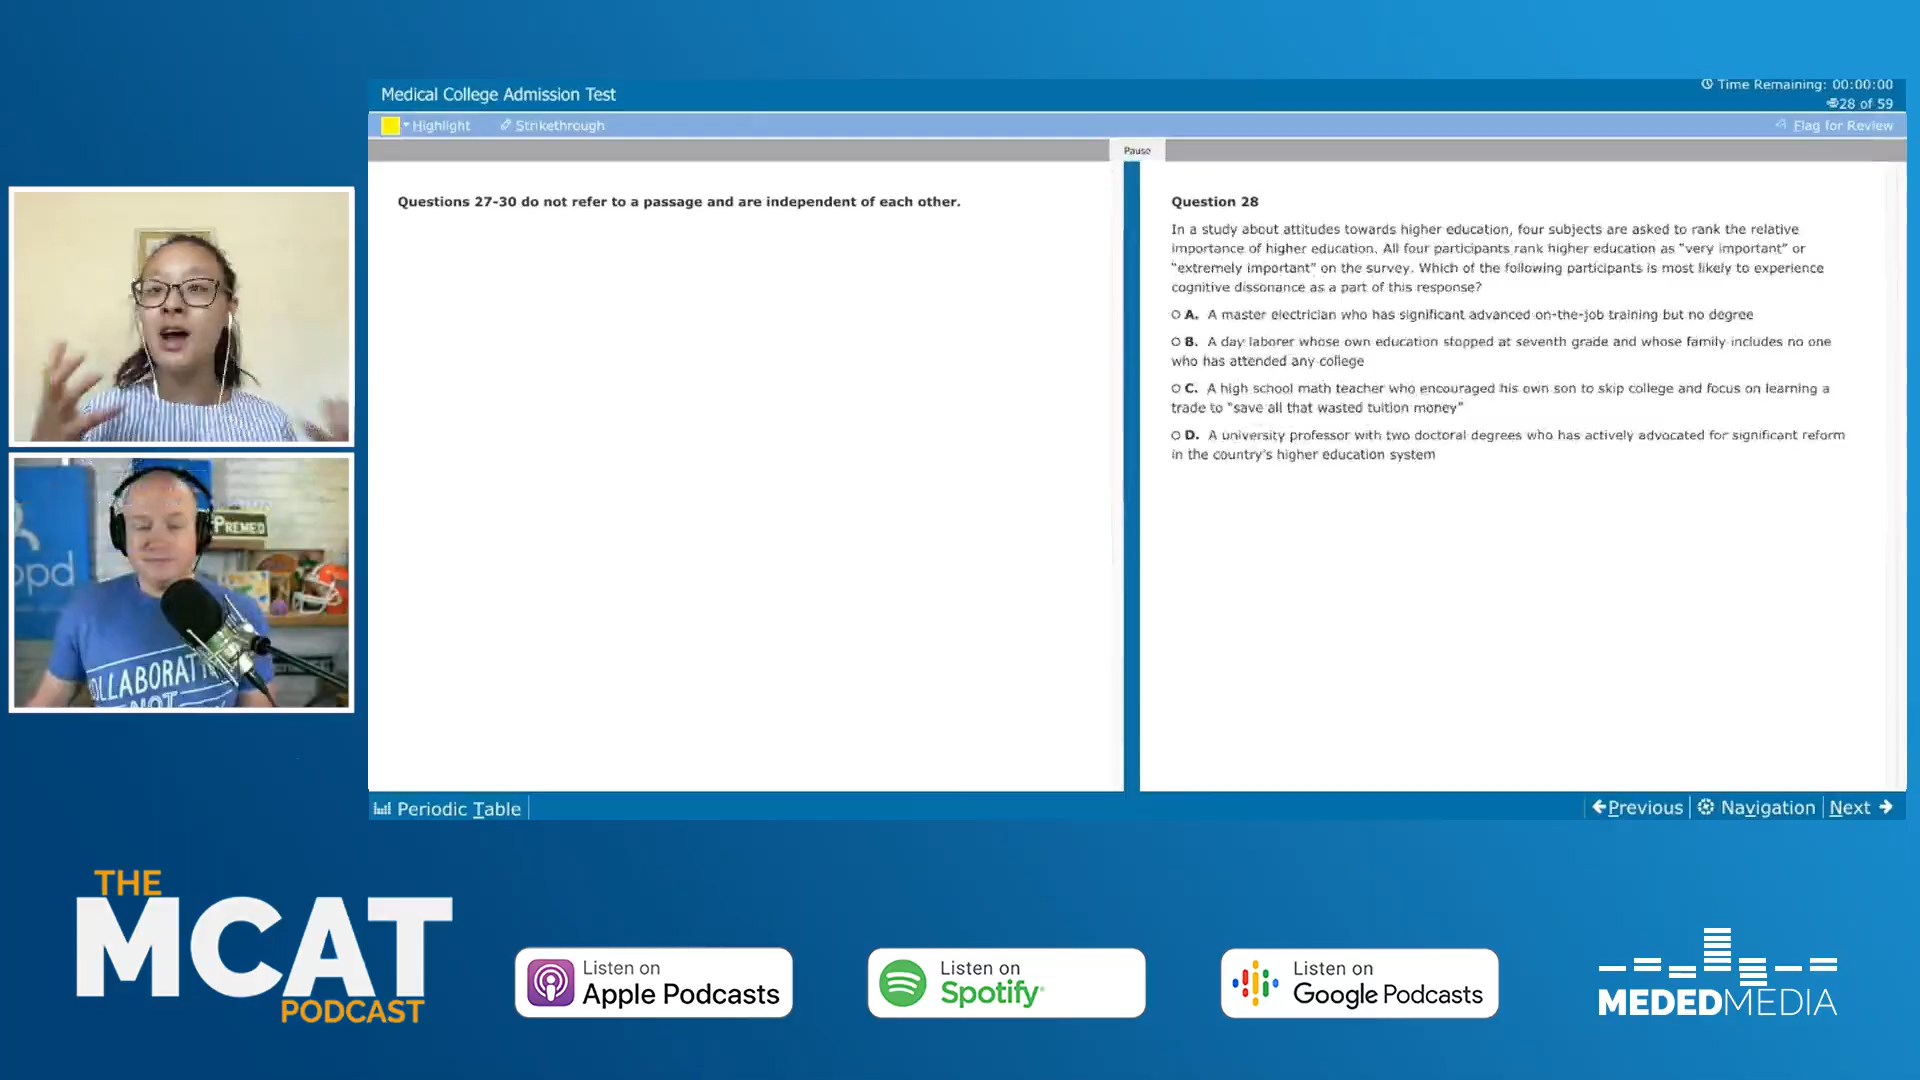 Medical College Admission Test
Time Remaining: 00:00:00
28 of 59
Highlight
Strikethrough
Flag for Review
Pause
Questions 27-30 do not refer to a passage and are independent of each other.
Question 28
In a study about attitudes towards higher education, four subjects are asked to rank the relative
importance of higher education. All four participants rank higher education as "very important" or
"extremely important" on the survey. Which of the following participants is most likely to experience
cognitive dissonance as a part of this response?
A. A master electrician who has significant advanced on-the-job training but no degree
B. A day laborer whose own education stopped at seventh grade and whose family includes no one
who has attended any college
C. A high school math teacher who encouraged his own son to skip college and focus on learning a
trade to "save all that wasted tuition money"
D. A university professor with two doctoral degrees who has actively advocated for significant reform
in the country's higher education system
PREMED
ppd
NOT
Periodic Table
Previous
Navigation
Next
THE
MCAT
PODCAST
Listen on
Apple Podcasts
Listen on
Spotify
Listen on
Google Podcasts
MEDEDMEDIA